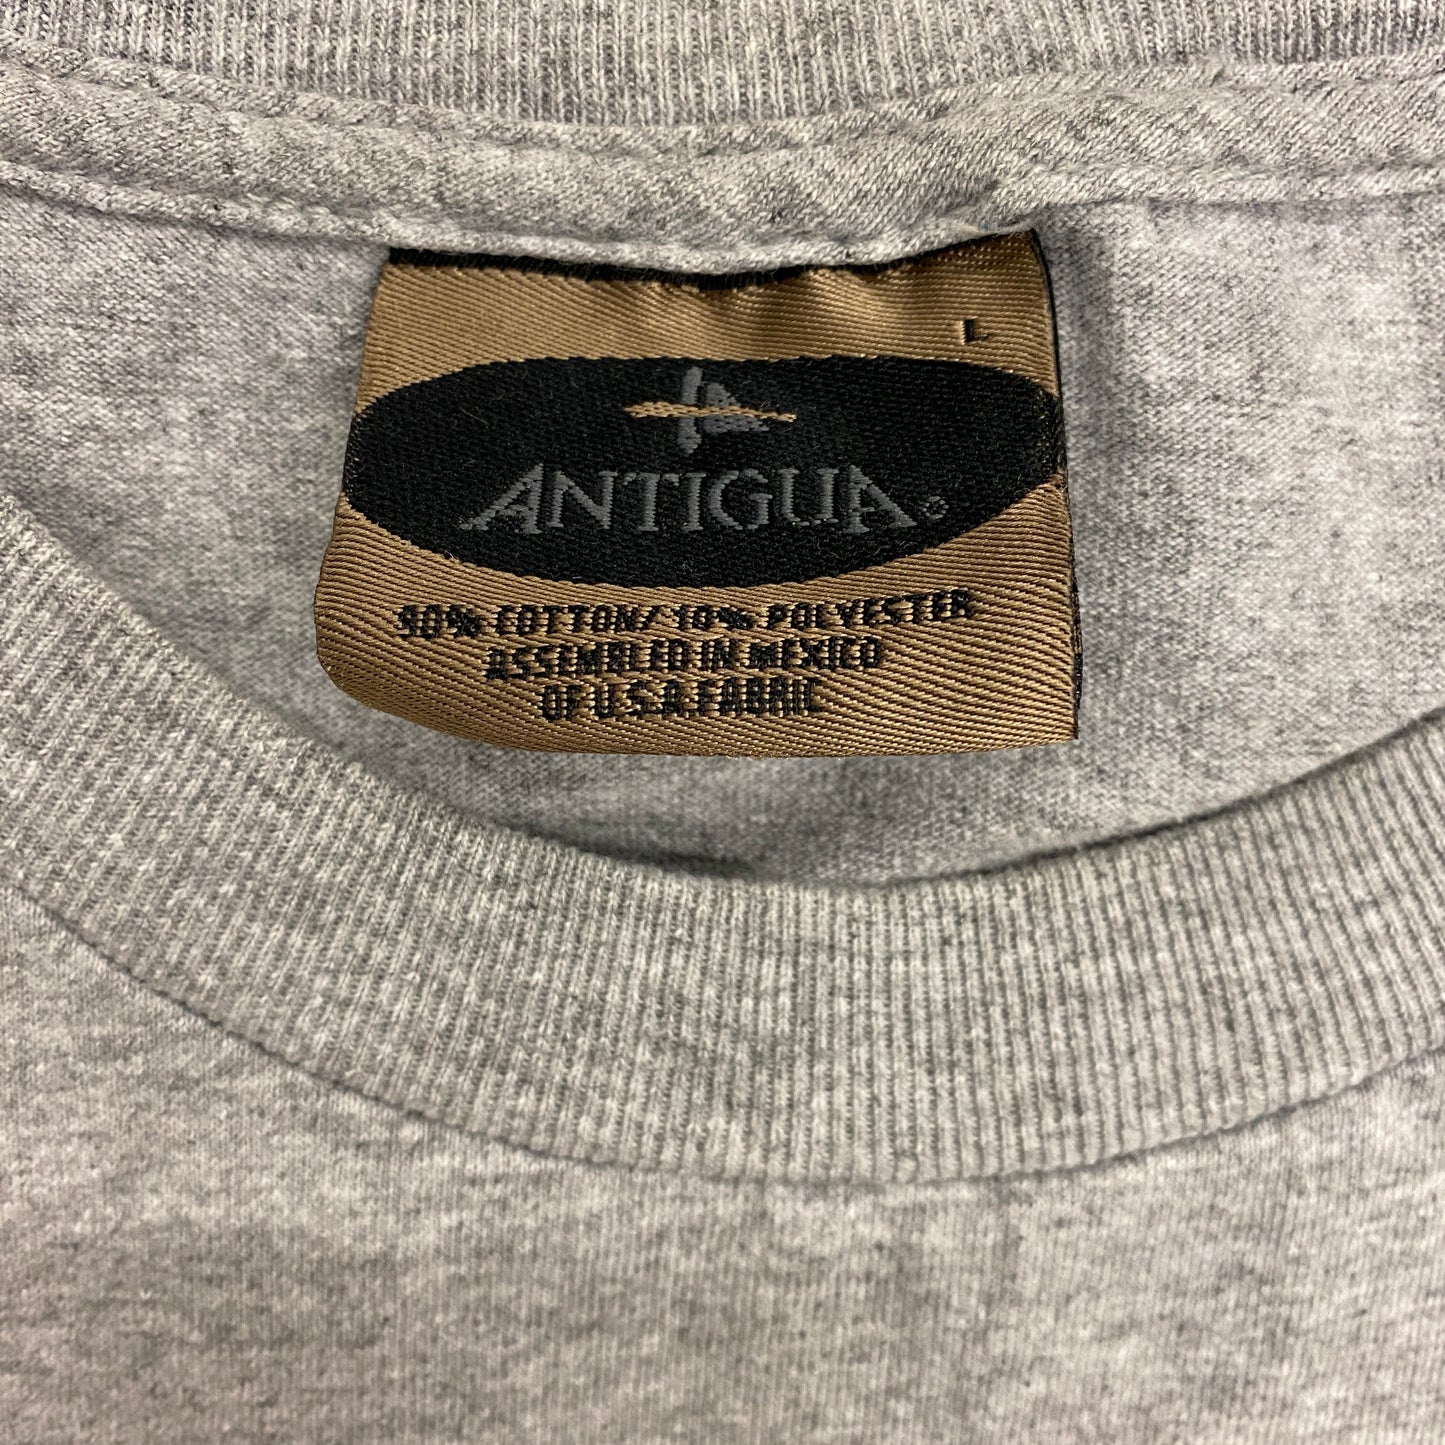 L
ANTIGUA®
90% COTTON/10% POLYESTER
ASSEMBLED IN MEXICO
OF U.S.A. FABRIC